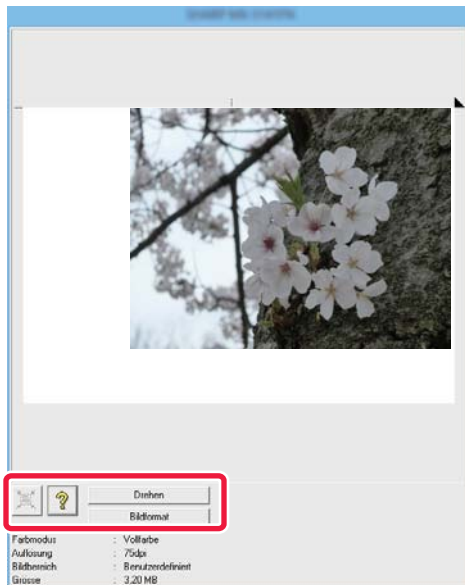 ?
Drehen
Bildformat
Farbmodus : Vollfarbe
Auflösung : 75dpi
Bildbereich : Benutzerdefiniert
Grösse : 3,20 MB